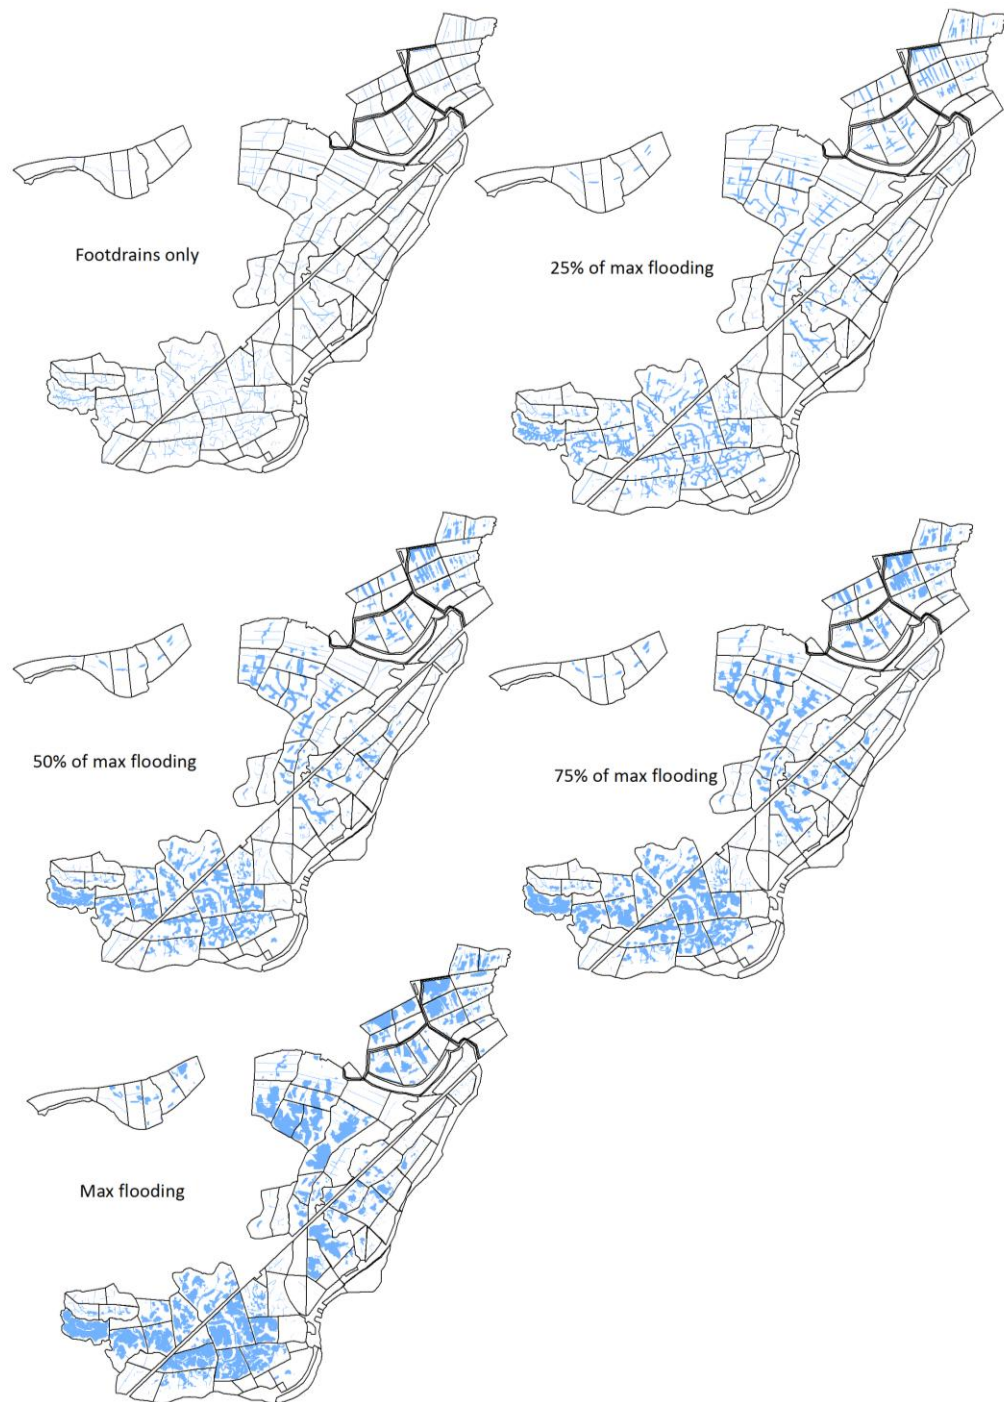 Footdrains only
25% of max flooding
50% of max flooding
75% of max flooding
Max flooding